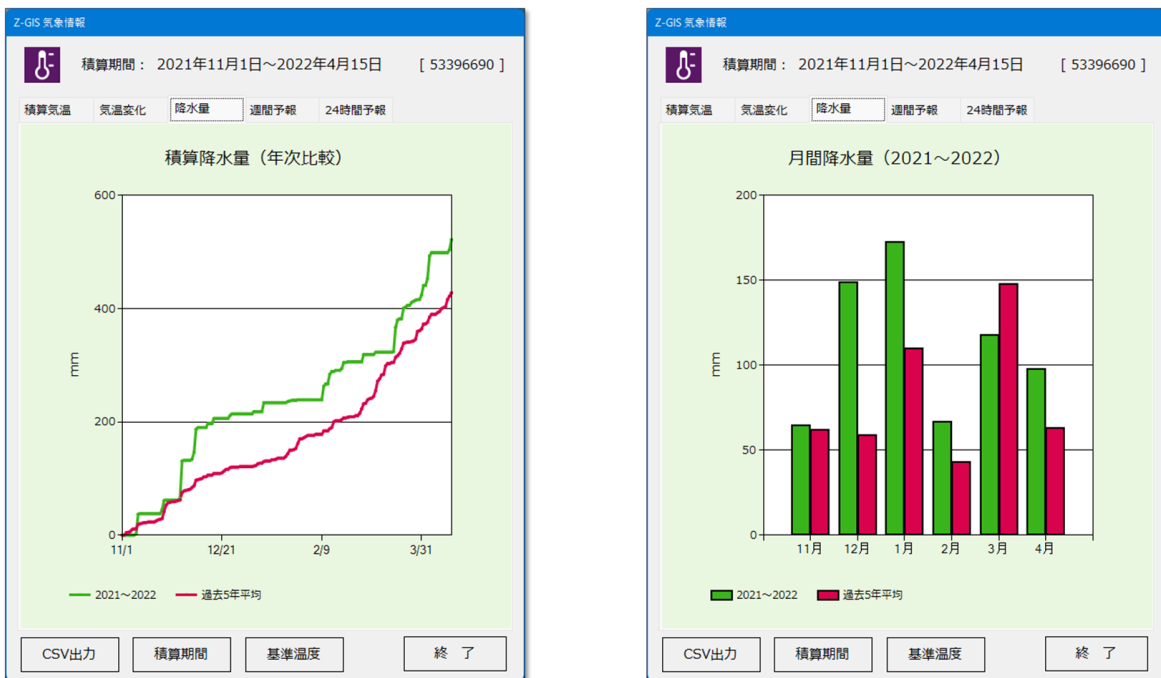 Z-GIS 気象情報
積算期間： 2021年11月1日～2022年4月15日 [ 53396690 ]
積算気温 気温変化 降水量 週間予報 24時間予報
積算降水量（年次比較）
600
400
200
0
mm
11/1 12/21 2/9 3/31
2021～2022 過去5年平均
CSV出力 積算期間 基準温度 終 了
Z-GIS 気象情報
積算期間： 2021年11月1日～2022年4月15日 [ 53396690 ]
積算気温 気温変化 降水量 週間予報 24時間予報
月間降水量（2021～2022）
200
150
100
50
0
mm
11月 12月 1月 2月 3月 4月
2021～2022 過去5年平均
CSV出力 積算期間 基準温度 終 了